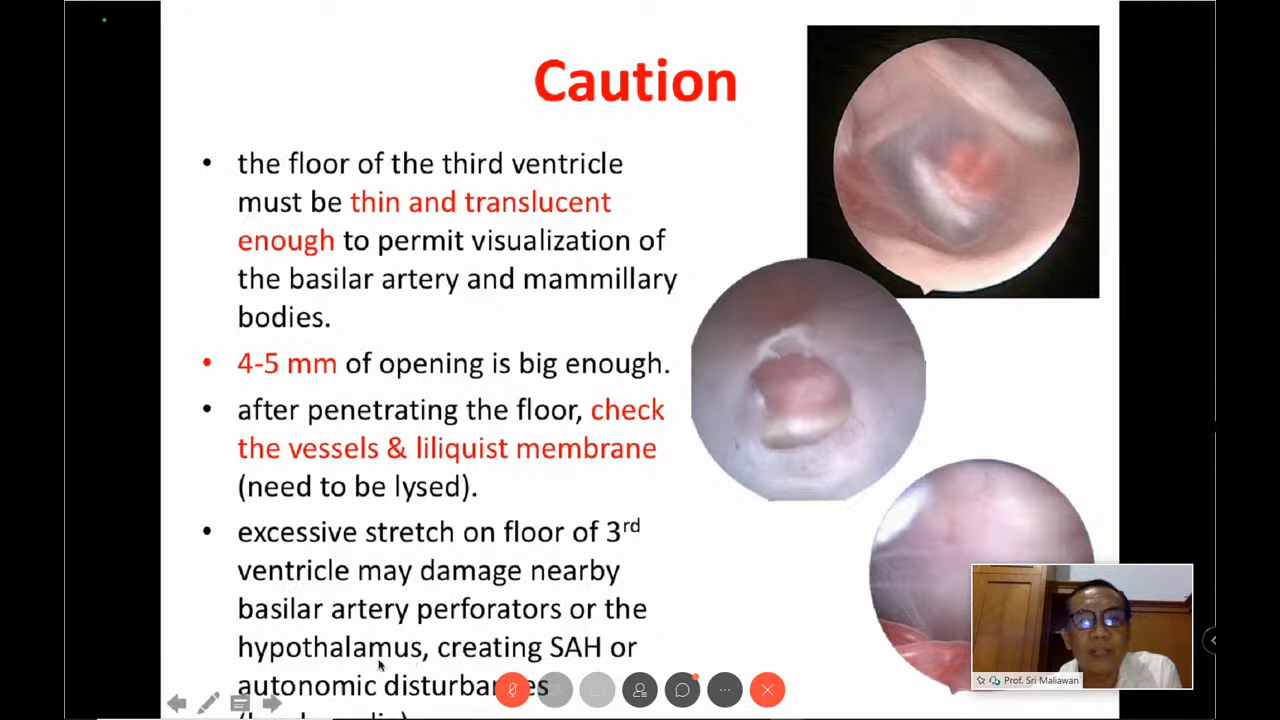 Caution
• the floor of the third ventricle
must be thin and translucent
enough to permit visualization of
the basilar artery and mammillary
bodies.
• 4-5 mm of opening is big enough.
• after penetrating the floor, check
the vessels & liliquist membrane
(need to be lysed).
• excessive stretch on floor of 3rd
ventricle may damage nearby
basilar artery perforators or the
hypothalamus, creating SAH or
autonomic disturbances
Prof. Sri Maliawan